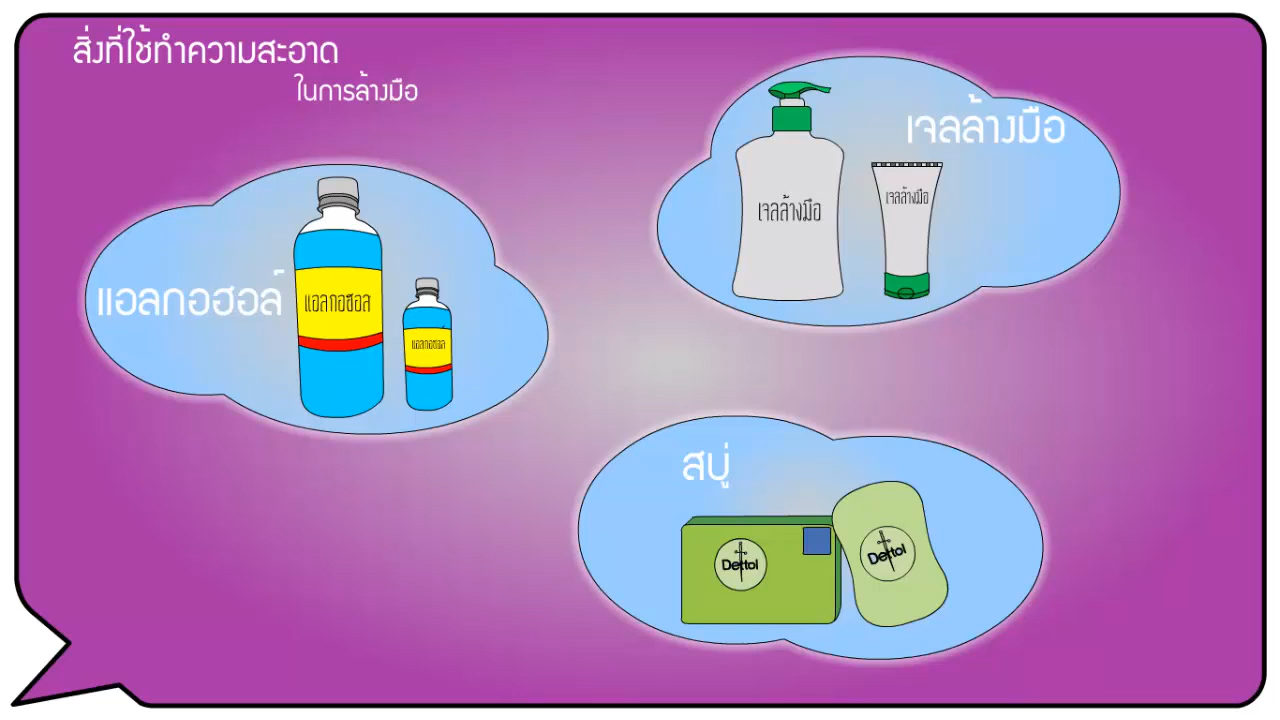 สิ่งที่ใช้ทำความสะอาด
ในการล้างมือ
เจลล้างมือ
เจลล้างมือ
เจลล้างมือ
แอลกอฮอล์
แอลกอฮอล
แอลกอฮอล
สบู่
Dettol
Dettol